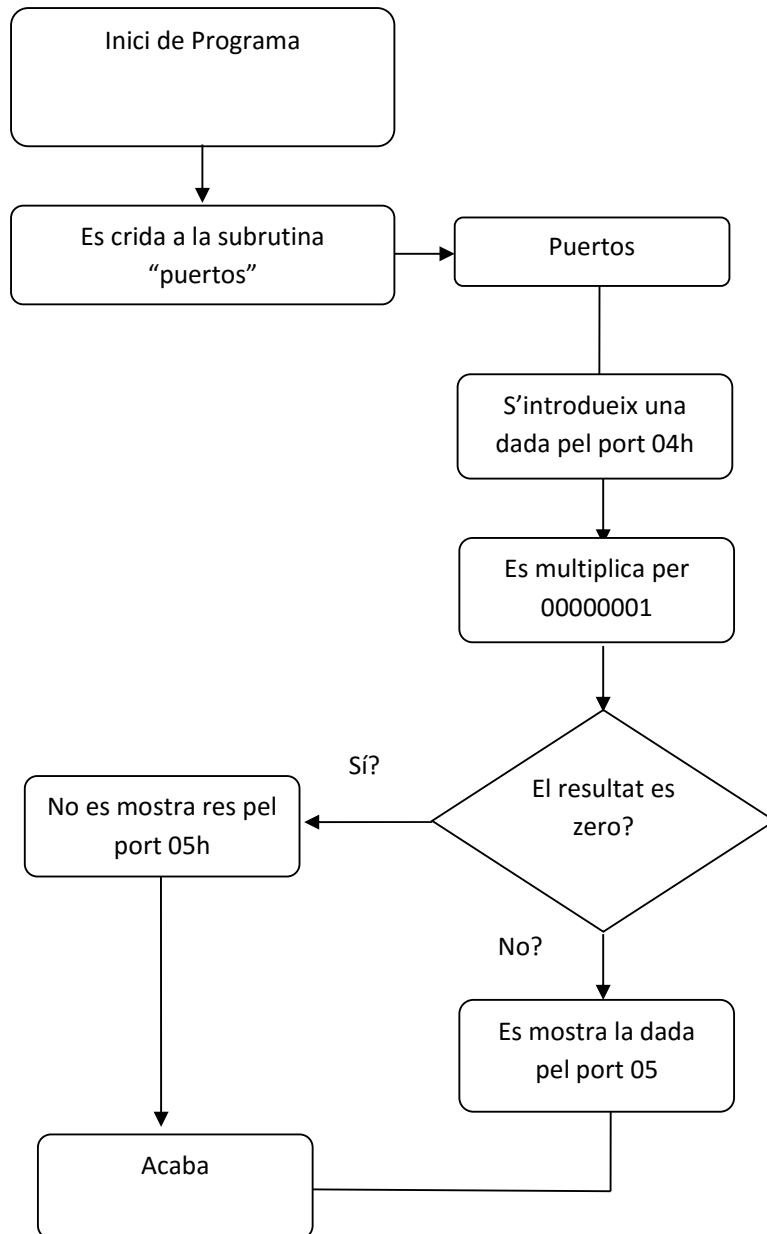 Inici de Programa
Es crida a la subrutina
“puertos”
Puertos
S’introdueix una
dada pel port 04h
Es multiplica per
00000001
El resultat es
zero?
Sí?
No es mostra res pel
port 05h
No?
Es mostra la dada
pel port 05
Acaba